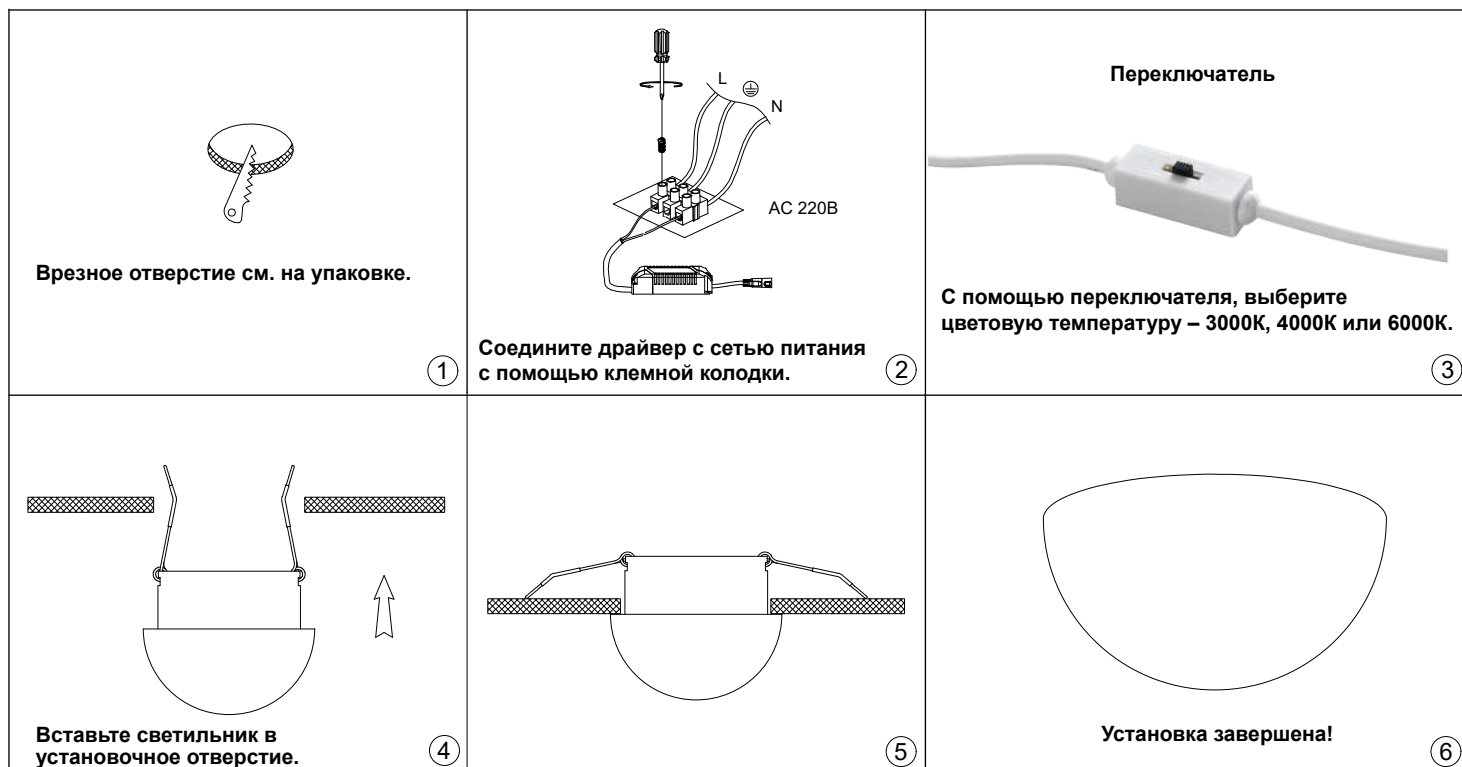 Врезное отверстие см. на упаковке.
1
L
N
AC 220В
Соедините драйвер с сетью питания
с помощью клемной колодки.
2
Переключатель
С помощью переключателя, выберите
цветовую температуру – 3000К, 4000К или 6000К.
3
Вставьте светильник в
установочное отверстие.
4
5
Установка завершена!
6